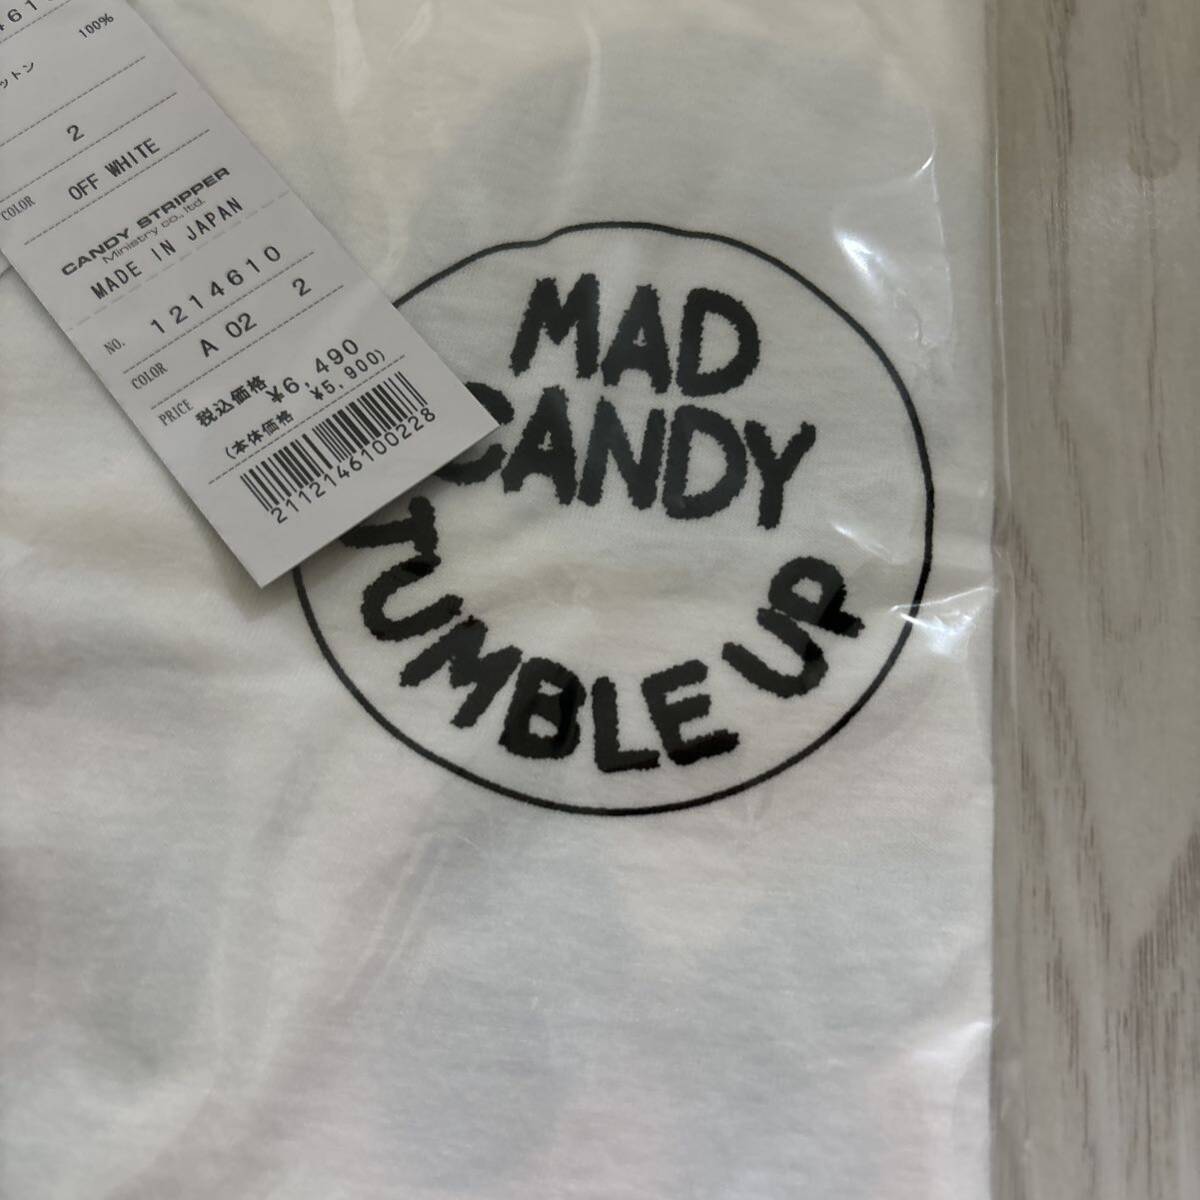 100%
ットン
2
COLOR OFF WHITE
CANDY STRIPPER
Ministry co., ltd.
MADE IN JAPAN
NO. 1214610
COLOR A 02 2
PRICE 税込価格 ¥6,490
(本体価格 ¥5,900)
2112146100228
MAD
CANDY
TUMBLE UP